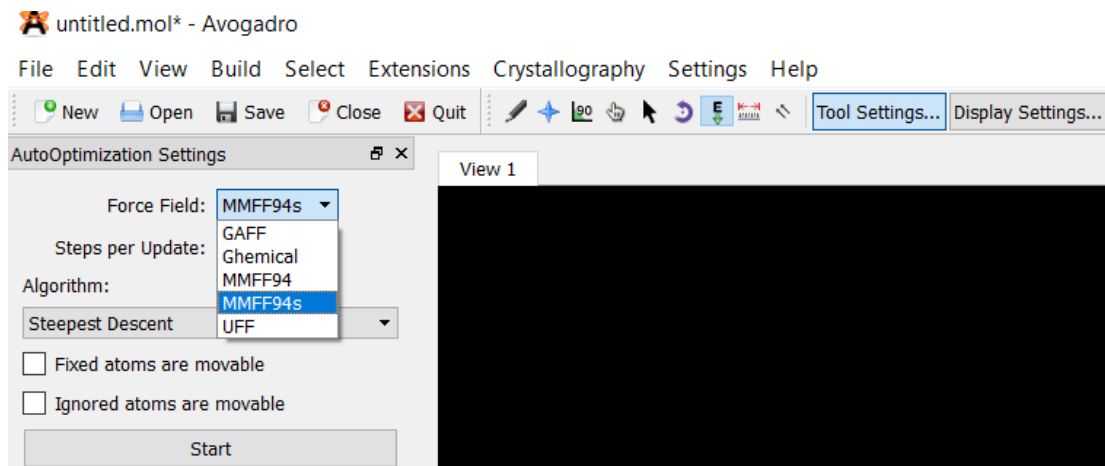 untitled.mol* - Avogadro
File Edit View Build Select Extensions Crystallography Settings Help
New Open Save Close Quit 90 E Tool Settings... Display Settings...
AutoOptimization Settings
View 1
Force Field: MMFF94s
GAFF
Steps per Update:
Ghemical
Algorithm:
MMFF94
MMFF94s
Steepest Descent
UFF
Fixed atoms are movable
Ignored atoms are movable
Start